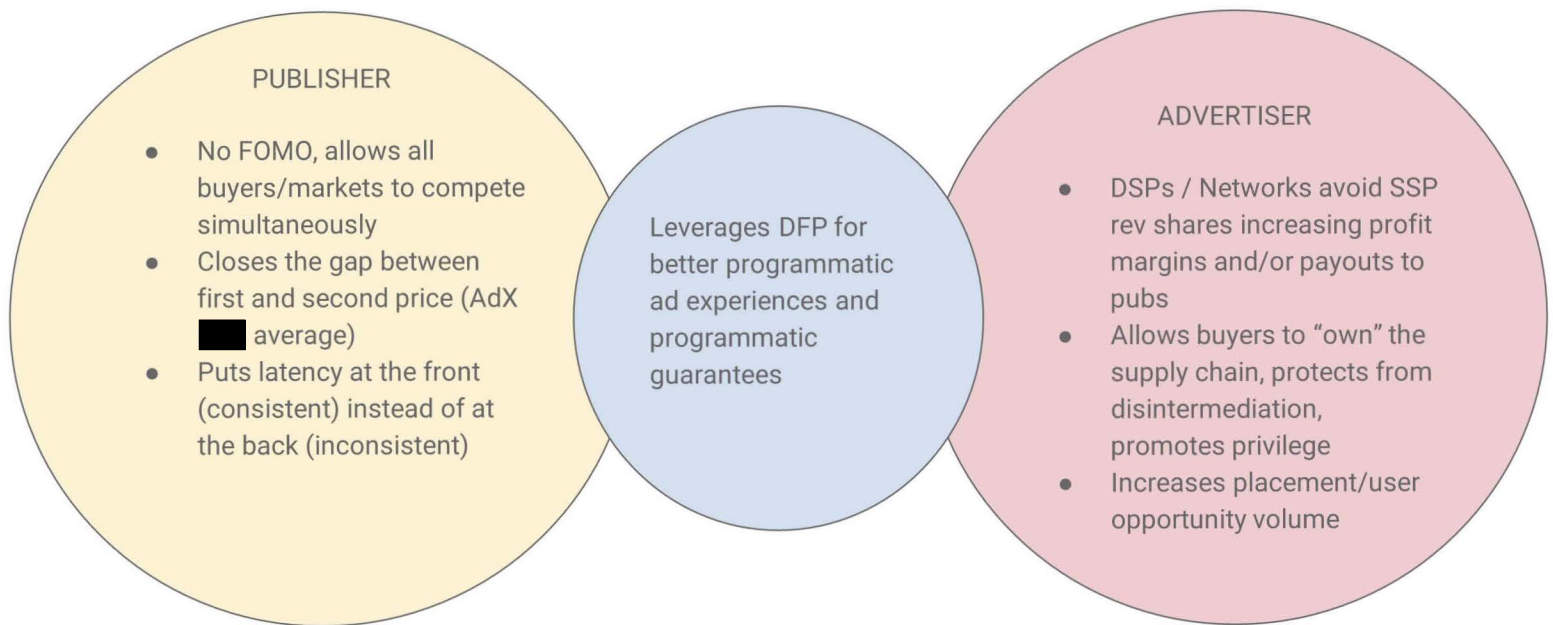 PUBLISHER
● No FOMO, allows all
buyers/markets to compete
simultaneously
● Closes the gap between
first and second price (AdX
average)
● Puts latency at the front
(consistent) instead of at
the back (inconsistent)
Leverages DFP for
better programmatic
ad experiences and
programmatic
guarantees
ADVERTISER
● DSPs / Networks avoid SSP
rev shares increasing profit
margins and/or payouts to
pubs
● Allows buyers to “own” the
supply chain, protects from
disintermediation,
promotes privilege
● Increases placement/user
opportunity volume